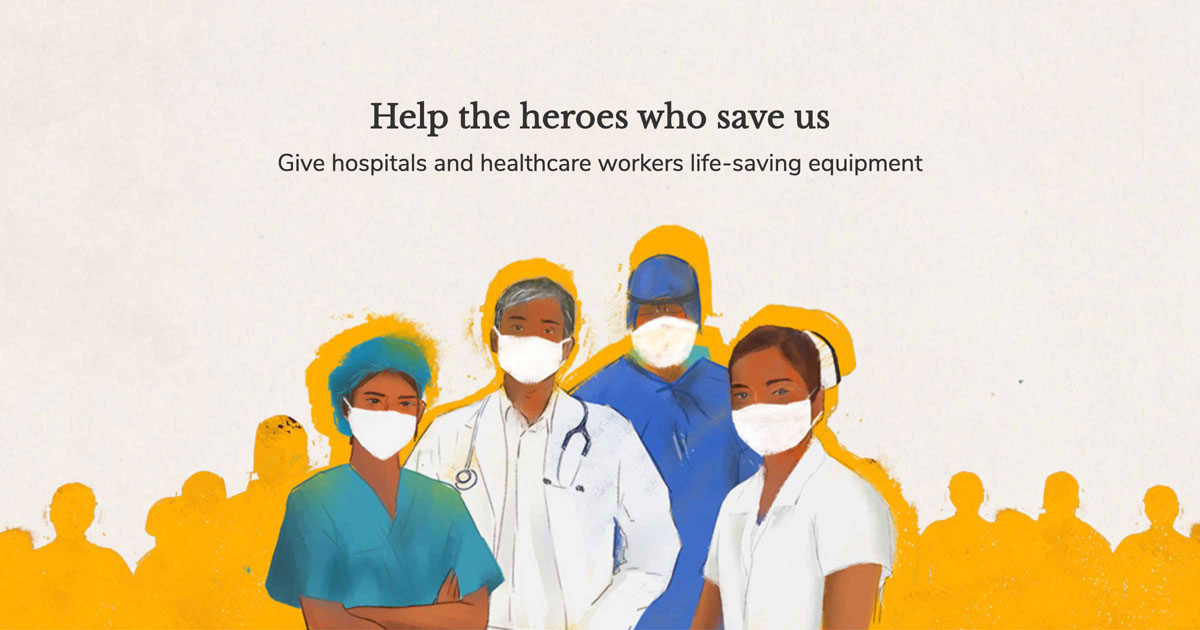 Help the heroes who save us
Give hospitals and healthcare workers life-saving equipment